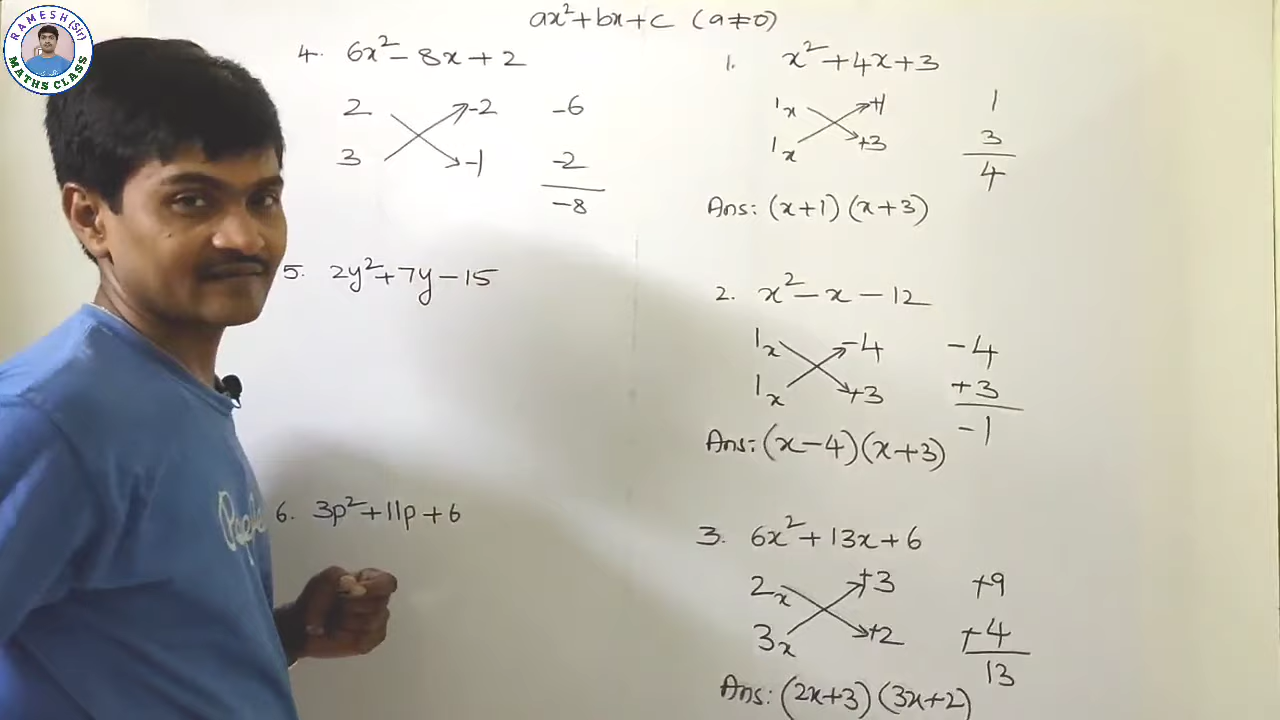 RAMESH (Sir)
MATHS CLASS
ax²+bx+c (a≠0)
4. 6x²-8x+2
2 -2 -6
3 -1 -2
-8
5. 2y²+7y-15
6. 3p²+11p+6
1. x²+4x+3
1x +1 1
1x +3 3
4
Ans: (x+1)(x+3)
2. x²-x-12
1x -4 -4
1x +3 +3
-1
Ans: (x-4)(x+3)
3. 6x²+13x+6
2x +3 +9
3x +2 +4
13
Ans: (2x+3)(3x+2)